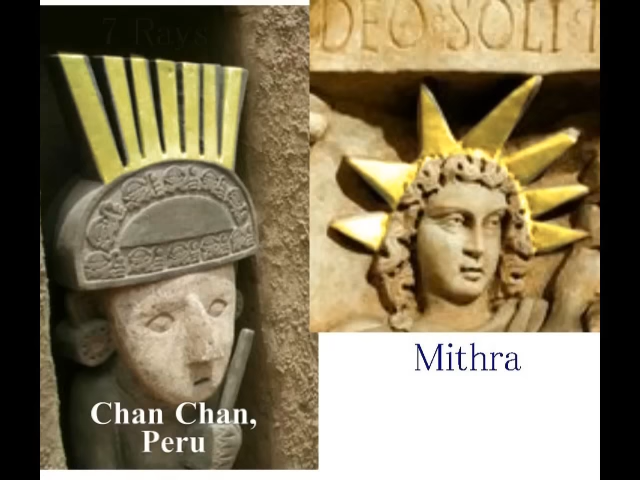 7 Rays
DEO SOLI
Chan Chan,
Peru
Mithra